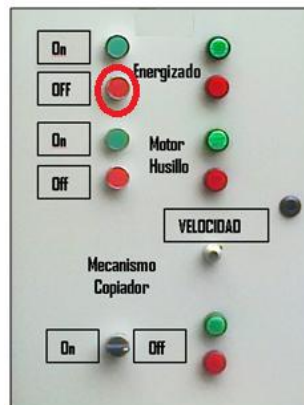 On
OFF
Energizado
On
Off
Motor
Husillo
VELOCIDAD
Mecanismo
Copiador
On
Off